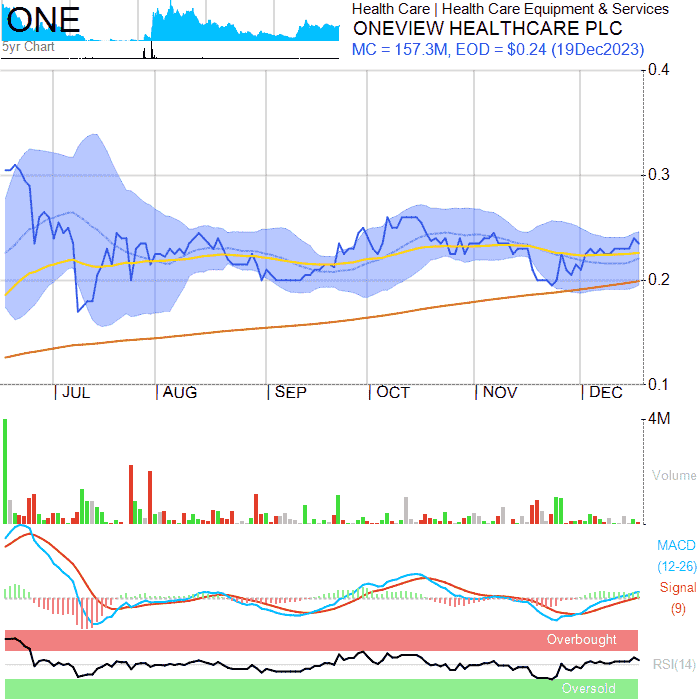 ONE
5yr Chart
Health Care | Health Care Equipment & Services
ONEVIEW HEALTHCARE PLC
MC = 157.3M, EOD = $0.24 (19Dec2023)
0.4
0.3
0.2
0.1
JUL AUG SEP OCT NOV DEC
4M
Volume
MACD
(12-26)
Signal
(9)
Overbought
RSI(14)
Oversold